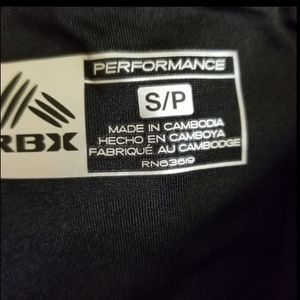 RBX
PERFORMANCE
S/P
MADE IN CAMBODIA
HECHO EN CAMBOYA
FABRIQUÉ AU CAMBODGE
RN63619